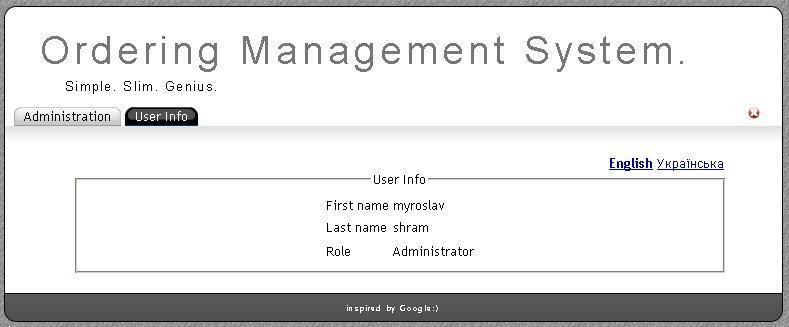 Ordering Management System.
Simple. Slim. Genius.
Administration User Info
English Українська
User Info
First name myroslav
Last name shram
Role Administrator
inspired by Google:)